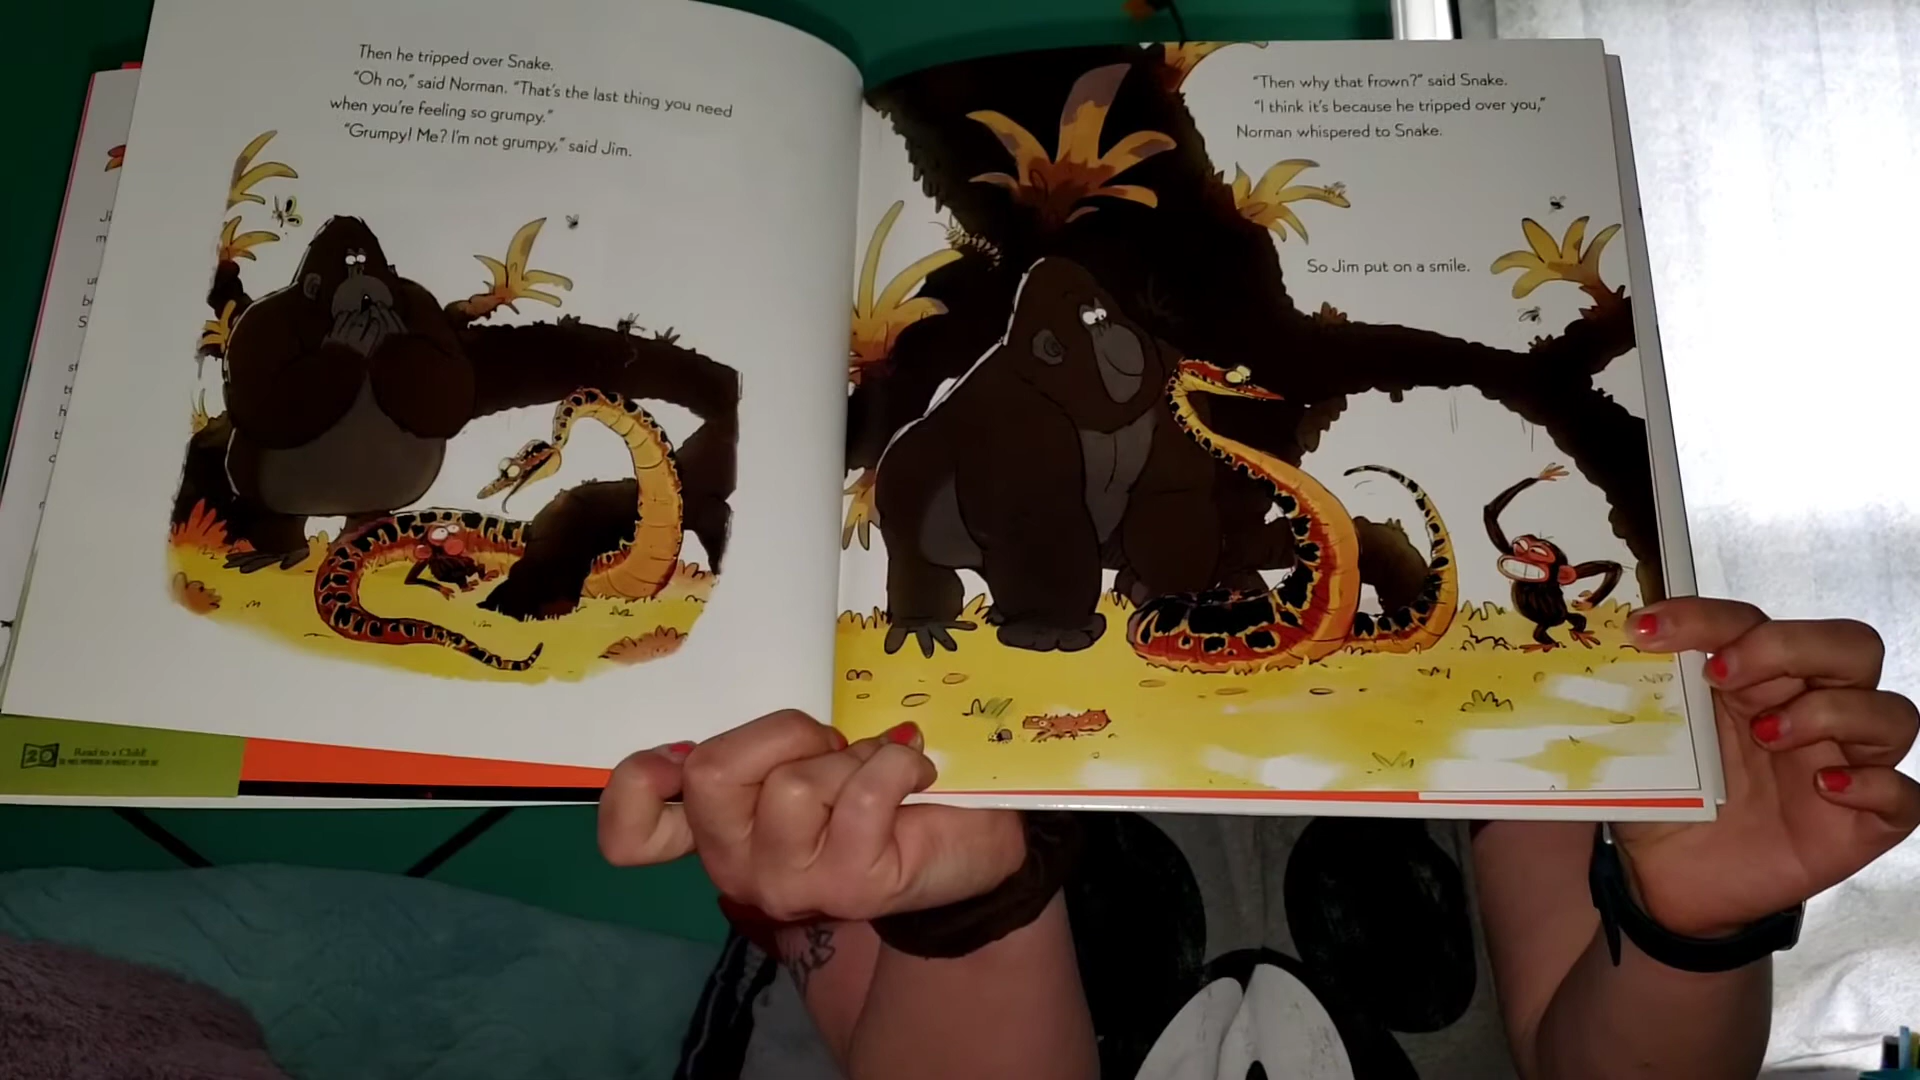 Then he tripped over Snake.
"Oh no," said Norman. "That's the last thing you need
when you're feeling so grumpy."
"Grumpy! Me? I'm not grumpy," said Jim.
"Then why that frown?" said Snake.
"I think it's because he tripped over you,"
Norman whispered to Snake.
So Jim put on a smile.
Read to a Child!